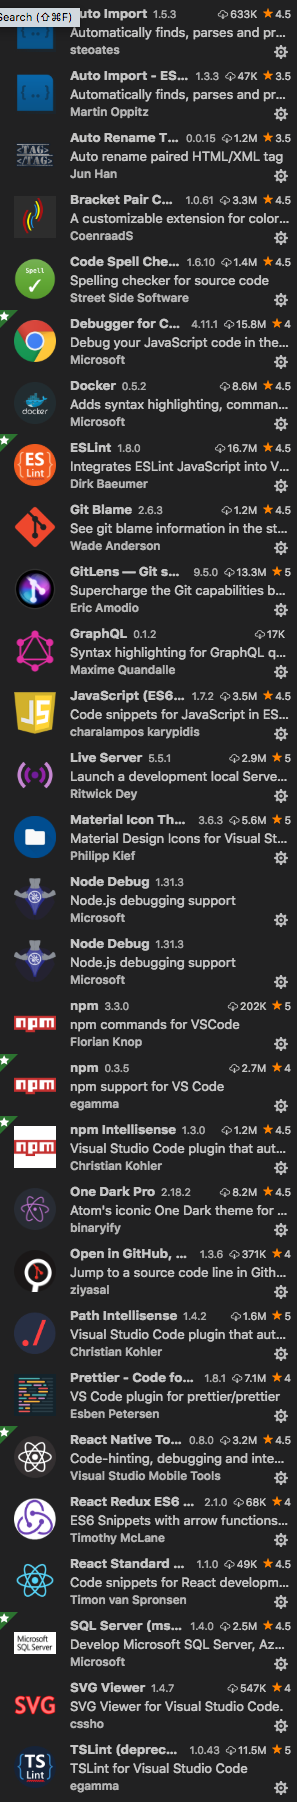 Search (⇧⌘F)
Auto Import 1.5.3 633K ★ 4.5
Automatically finds, parses and pr...
steoates
Auto Import - ES... 1.3.3 47K ★ 3.5
Automatically finds, parses and pr...
Martin Oppitz
<TAG>
</TAG>
Auto Rename T... 0.0.15 1.2M ★ 3.5
Auto rename paired HTML/XML tag
Jun Han
Bracket Pair C... 1.0.61 3.3M ★ 4.5
A customizable extension for color...
CoenraadS
Spell
Code Spell Che... 1.6.10 1.4M ★ 4.5
Spelling checker for source code
Street Side Software
Debugger for C... 4.11.1 15.8M ★ 4
Debug your JavaScript code in the...
Microsoft
docker
Docker 0.5.2 8.6M ★ 4.5
Adds syntax highlighting, comman...
Microsoft
{ES
Lint}
ESLint 1.8.0 16.7M ★ 4.5
Integrates ESLint JavaScript into V...
Dirk Baeumer
Git Blame 2.6.3 1.2M ★ 4.5
See git blame information in the st...
Wade Anderson
GitLens — Git s... 9.5.0 13.3M ★ 5
Supercharge the Git capabilities b...
Eric Amodio
GraphQL 0.1.2 17K
Syntax highlighting for GraphQL q...
Maxime Quandalle
JS
JavaScript (ES6... 1.7.2 3.5M ★ 4.5
Code snippets for JavaScript in ES...
charalampos karypidis
Live Server 5.5.1 2.9M ★ 5
Launch a development local Serve...
Ritwick Dey
Material Icon Th... 3.6.3 5.6M ★ 5
Material Design Icons for Visual St...
Philipp Kief
Node Debug 1.31.3
Node.js debugging support
Microsoft
Node Debug 1.31.3
Node.js debugging support
Microsoft
npm
npm 3.3.0 202K ★ 5
npm commands for VSCode
Florian Knop
npm
npm 0.3.5 2.7M ★ 4
npm support for VS Code
egamma
npm
npm Intellisense 1.3.0 1.2M ★ 4.5
Visual Studio Code plugin that aut...
Christian Kohler
One Dark Pro 2.18.2 8.2M ★ 4.5
Atom's iconic One Dark theme for ...
binaryify
Open in GitHub, ... 1.3.6 371K ★ 4
Jump to a source code line in Gith...
ziyasal
./
Path Intellisense 1.4.2 1.6M ★ 5
Visual Studio Code plugin that aut...
Christian Kohler
Prettier - Code fo... 1.8.1 7.1M ★ 4
VS Code plugin for prettier/prettier
Esben Petersen
React Native To... 0.8.0 3.2M ★ 4.5
Code-hinting, debugging and inte...
Visual Studio Mobile Tools
React Redux ES6 ... 2.1.0 68K ★ 4
ES6 Snippets with arrow functions...
Timothy McLane
React Standard ... 1.1.0 49K ★ 4.5
Code snippets for React developm...
Timon van Spronsen
Microsoft
SQL Server
SQL Server (ms... 1.4.0 2.5M ★ 4.5
Develop Microsoft SQL Server, Az...
Microsoft
SVG
SVG Viewer 1.4.7 547K ★ 4
SVG Viewer for Visual Studio Code.
cssho
{TS
Lint}
TSLint (deprec... 1.0.43 11.5M ★ 5
TSLint for Visual Studio Code
egamma